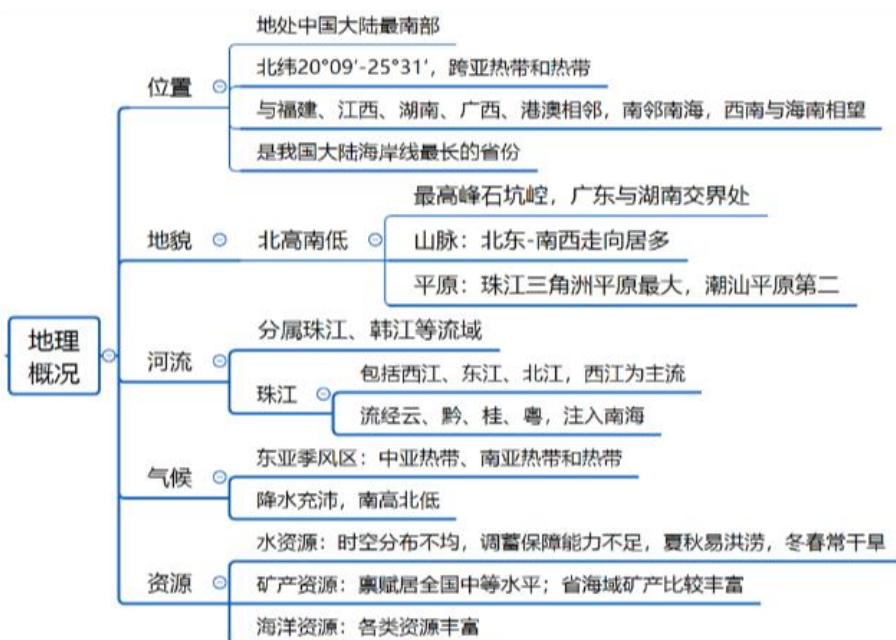 地理
概况
位置
地处中国大陆最南部
北纬20°09′-25°31′，跨亚热带和热带
与福建、江西、湖南、广西、港澳相邻，南邻南海，西南与海南相望
是我国大陆海岸线最长的省份
地貌
北高南低
最高峰石坑崆，广东与湖南交界处
山脉：北东-南西走向居多
平原：珠江三角洲平原最大，潮汕平原第二
河流
分属珠江、韩江等流域
珠江
包括西江、东江、北江，西江为主流
流经云、黔、桂、粤，注入南海
气候
东亚季风区：中亚热带、南亚热带和热带
降水充沛，南高北低
资源
水资源：时空分布不均，调蓄保障能力不足，夏秋易洪涝，冬春常干旱
矿产资源：禀赋居全国中等水平；省海域矿产比较丰富
海洋资源：各类资源丰富